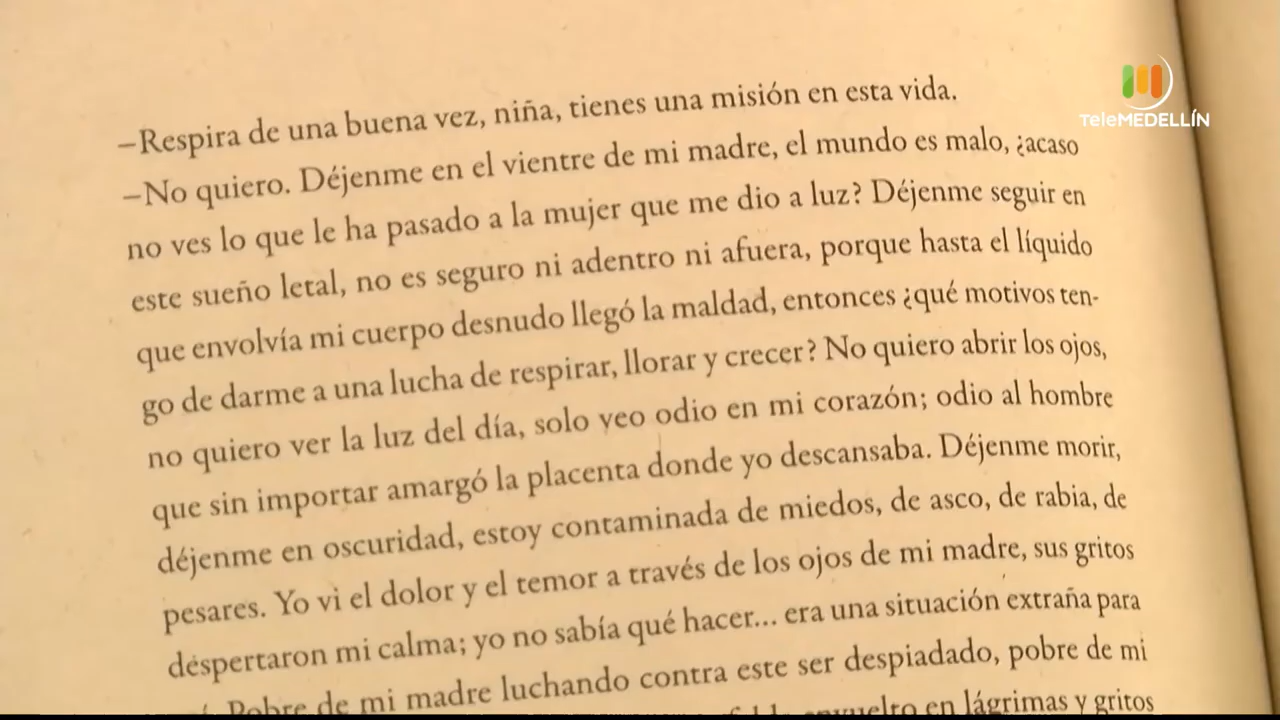 TeleMEDELLÍN
–Respira de una buena vez, niña, tienes una misión en esta vida.
–No quiero. Déjenme en el vientre de mi madre, el mundo es malo, ¿acaso
no ves lo que le ha pasado a la mujer que me dio a luz? Déjenme seguir en
este sueño letal, no es seguro ni adentro ni afuera, porque hasta el líquido
que envolvía mi cuerpo desnudo llegó la maldad, entonces ¿qué motivos ten-
go de darme a una lucha de respirar, llorar y crecer? No quiero abrir los ojos,
no quiero ver la luz del día, solo veo odio en mi corazón; odio al hombre
que sin importar amargó la placenta donde yo descansaba. Déjenme morir,
déjenme en oscuridad, estoy contaminada de miedos, de asco, de rabia, de
pesares. Yo vi el dolor y el temor a través de los ojos de mi madre, sus gritos
despertaron mi calma; yo no sabía qué hacer... era una situación extraña para
Pobre de mi madre luchando contra este ser despiadado, pobre de mi
envuelto en lágrimas y gritos